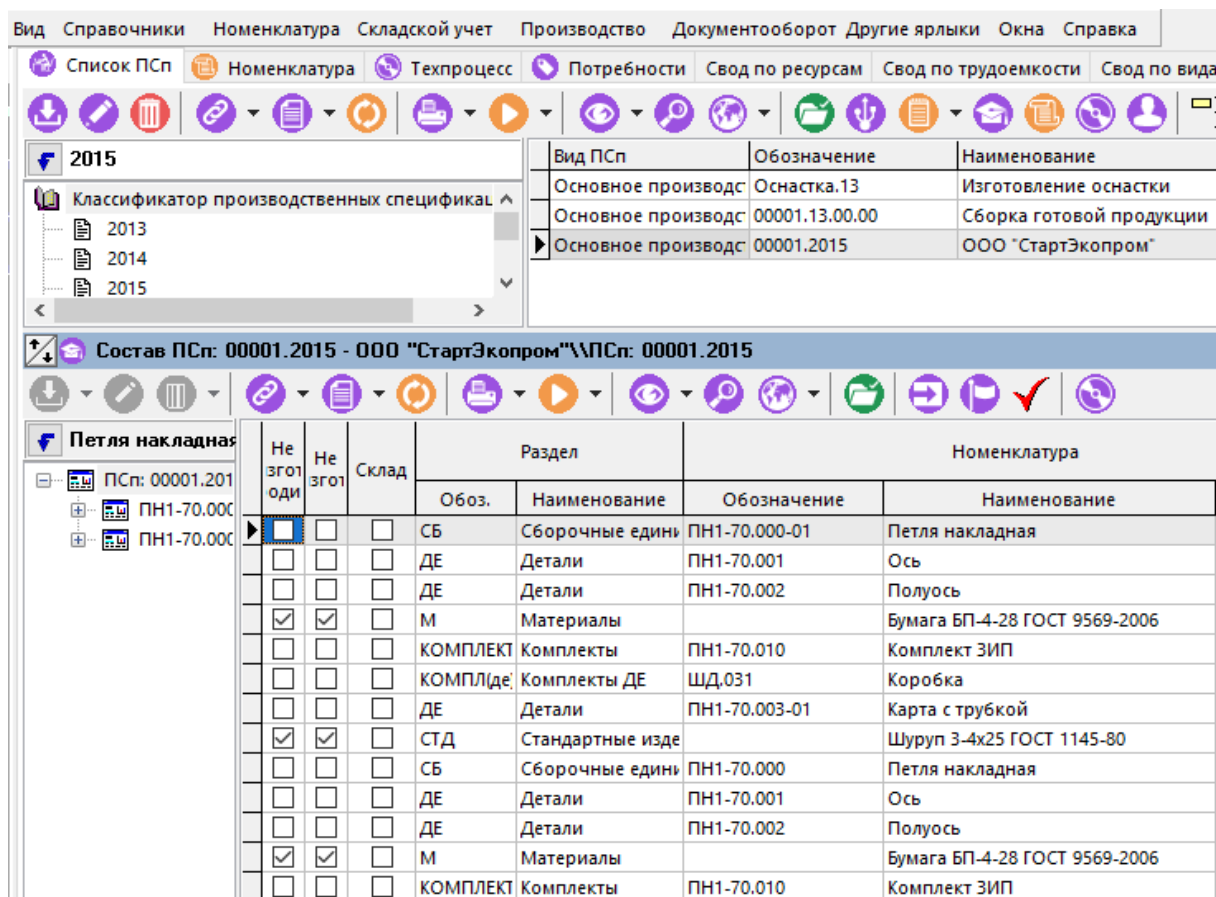 Вид Справочники Номенклатура Складской учет Производство Документооборот Другие ярлыки Окна Справка
Список ПСп Номенклатура Техпроцесс Потребности Свод по ресурсам Свод по трудоемкости Свод по вида
2015
Классификатор производственных спецификац
2013
2014
2015
Вид ПСп Обозначение Наименование
Основное производс Оснастка.13 Изготовление оснастки
Основное производс 00001.13.00.00 Сборка готовой продукции
Основное производст 00001.2015 ООО "СтартЭкопром"
Состав ПСп: 00001.2015 - ООО "СтартЭкопром"\\ПСп: 00001.2015
Петля накладная
ПСп: 00001.201
ПН1-70.000
ПН1-70.000
Не изгот оди Не изгот Склад Раздел Номенклатура
Обоз. Наименование Обозначение Наименование
СБ Сборочные едини ПН1-70.000-01 Петля накладная
ДЕ Детали ПН1-70.001 Ось
ДЕ Детали ПН1-70.002 Полуось
М Материалы Бумага БП-4-28 ГОСТ 9569-2006
КОМПЛЕКТ Комплекты ПН1-70.010 Комплект ЗИП
КОМПЛ(де) Комплекты ДЕ ШД.031 Коробка
ДЕ Детали ПН1-70.003-01 Карта с трубкой
СТД Стандартные изде Шуруп 3-4х25 ГОСТ 1145-80
СБ Сборочные едини ПН1-70.000 Петля накладная
ДЕ Детали ПН1-70.001 Ось
ДЕ Детали ПН1-70.002 Полуось
М Материалы Бумага БП-4-28 ГОСТ 9569-2006
КОМПЛЕКТ Комплекты ПН1-70.010 Комплект ЗИП